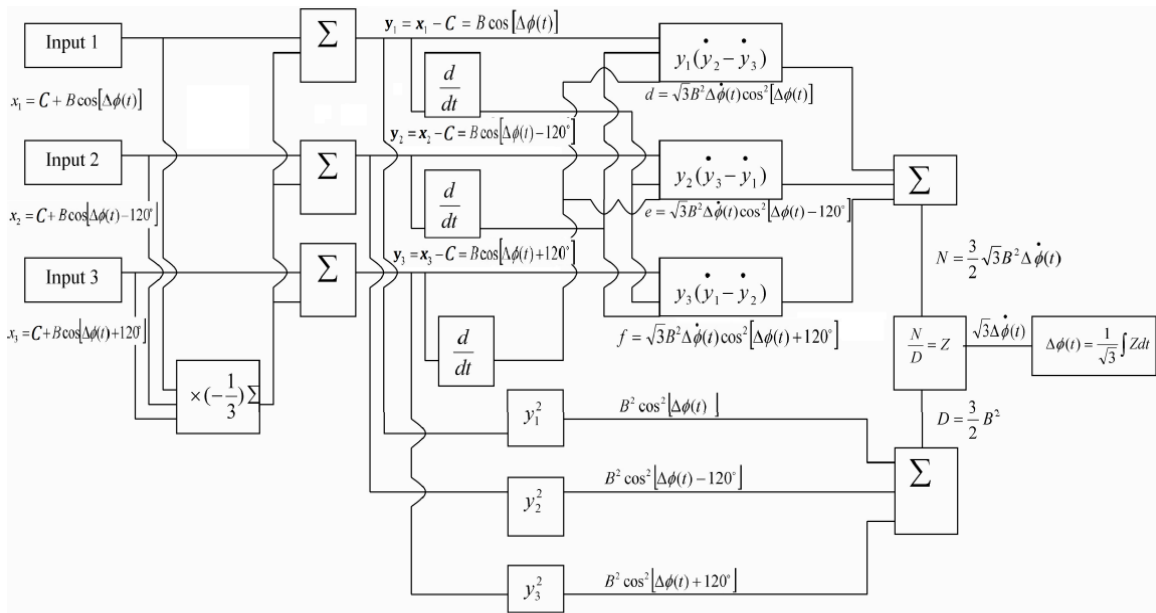 Input 1
x₁ = C + B cos[Δϕ(t)]
Input 2
x₂ = C + B cos⌊Δϕ(t) − 120°⌋
Input 3
x₃ = C + B cos⌊Δϕ(t) + 120°⌋
×(−1/3) Σ
Σ
Σ
Σ
y₁ = x₁ − C = B cos[Δϕ(t)]
d/dt
y₂ = x₂ − C = B cos[Δϕ(t) − 120°]
d/dt
y₃ = x₃ − C = B cos[Δϕ(t) + 120°]
d/dt
y₁(ẏ₂ − ẏ₃)
d = √3B²Δϕ̇(t)cos²[Δϕ(t)]
y₂(ẏ₃ − ẏ₁)
e = √3B²Δϕ̇(t)cos²[Δϕ(t) − 120°]
y₃(ẏ₁ − ẏ₂)
f = √3B²Δϕ̇(t)cos²[Δϕ(t) + 120°]
y₁²
B² cos²⌊Δϕ(t) ⌋
y₂²
B² cos²⌊Δϕ(t) − 120°⌋
y₃²
B² cos²⌊Δϕ(t) + 120°⌋
Σ
N = 3/2 √3B²Δϕ̇(t)
N/D = Z
√3Δϕ̇(t)
Δϕ(t) = 1/√3 ∫ Zdt
D = 3/2 B²
Σ